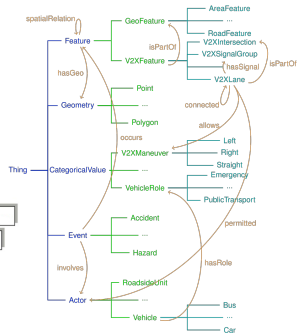 AreaFeature
spatialRelation
GeoFeature
...
RoadFeature
Feature
isPartOf
V2XIntersection
V2XSignalGroup
V2XFeature
hasSignal
isPartOf
hasGeo
V2XLane
Point
Geometry
...
connected
Polygon
occurs
allows
Left
V2XManeuver
Right
Straight
Thing
CategoricalValue
Emergency
VehicleRole
...
PublicTransport
Accident
permitted
Event
...
Hazard
hasRole
involves
RoadsideUnit
Actor
...
Bus
Vehicle
...
Car